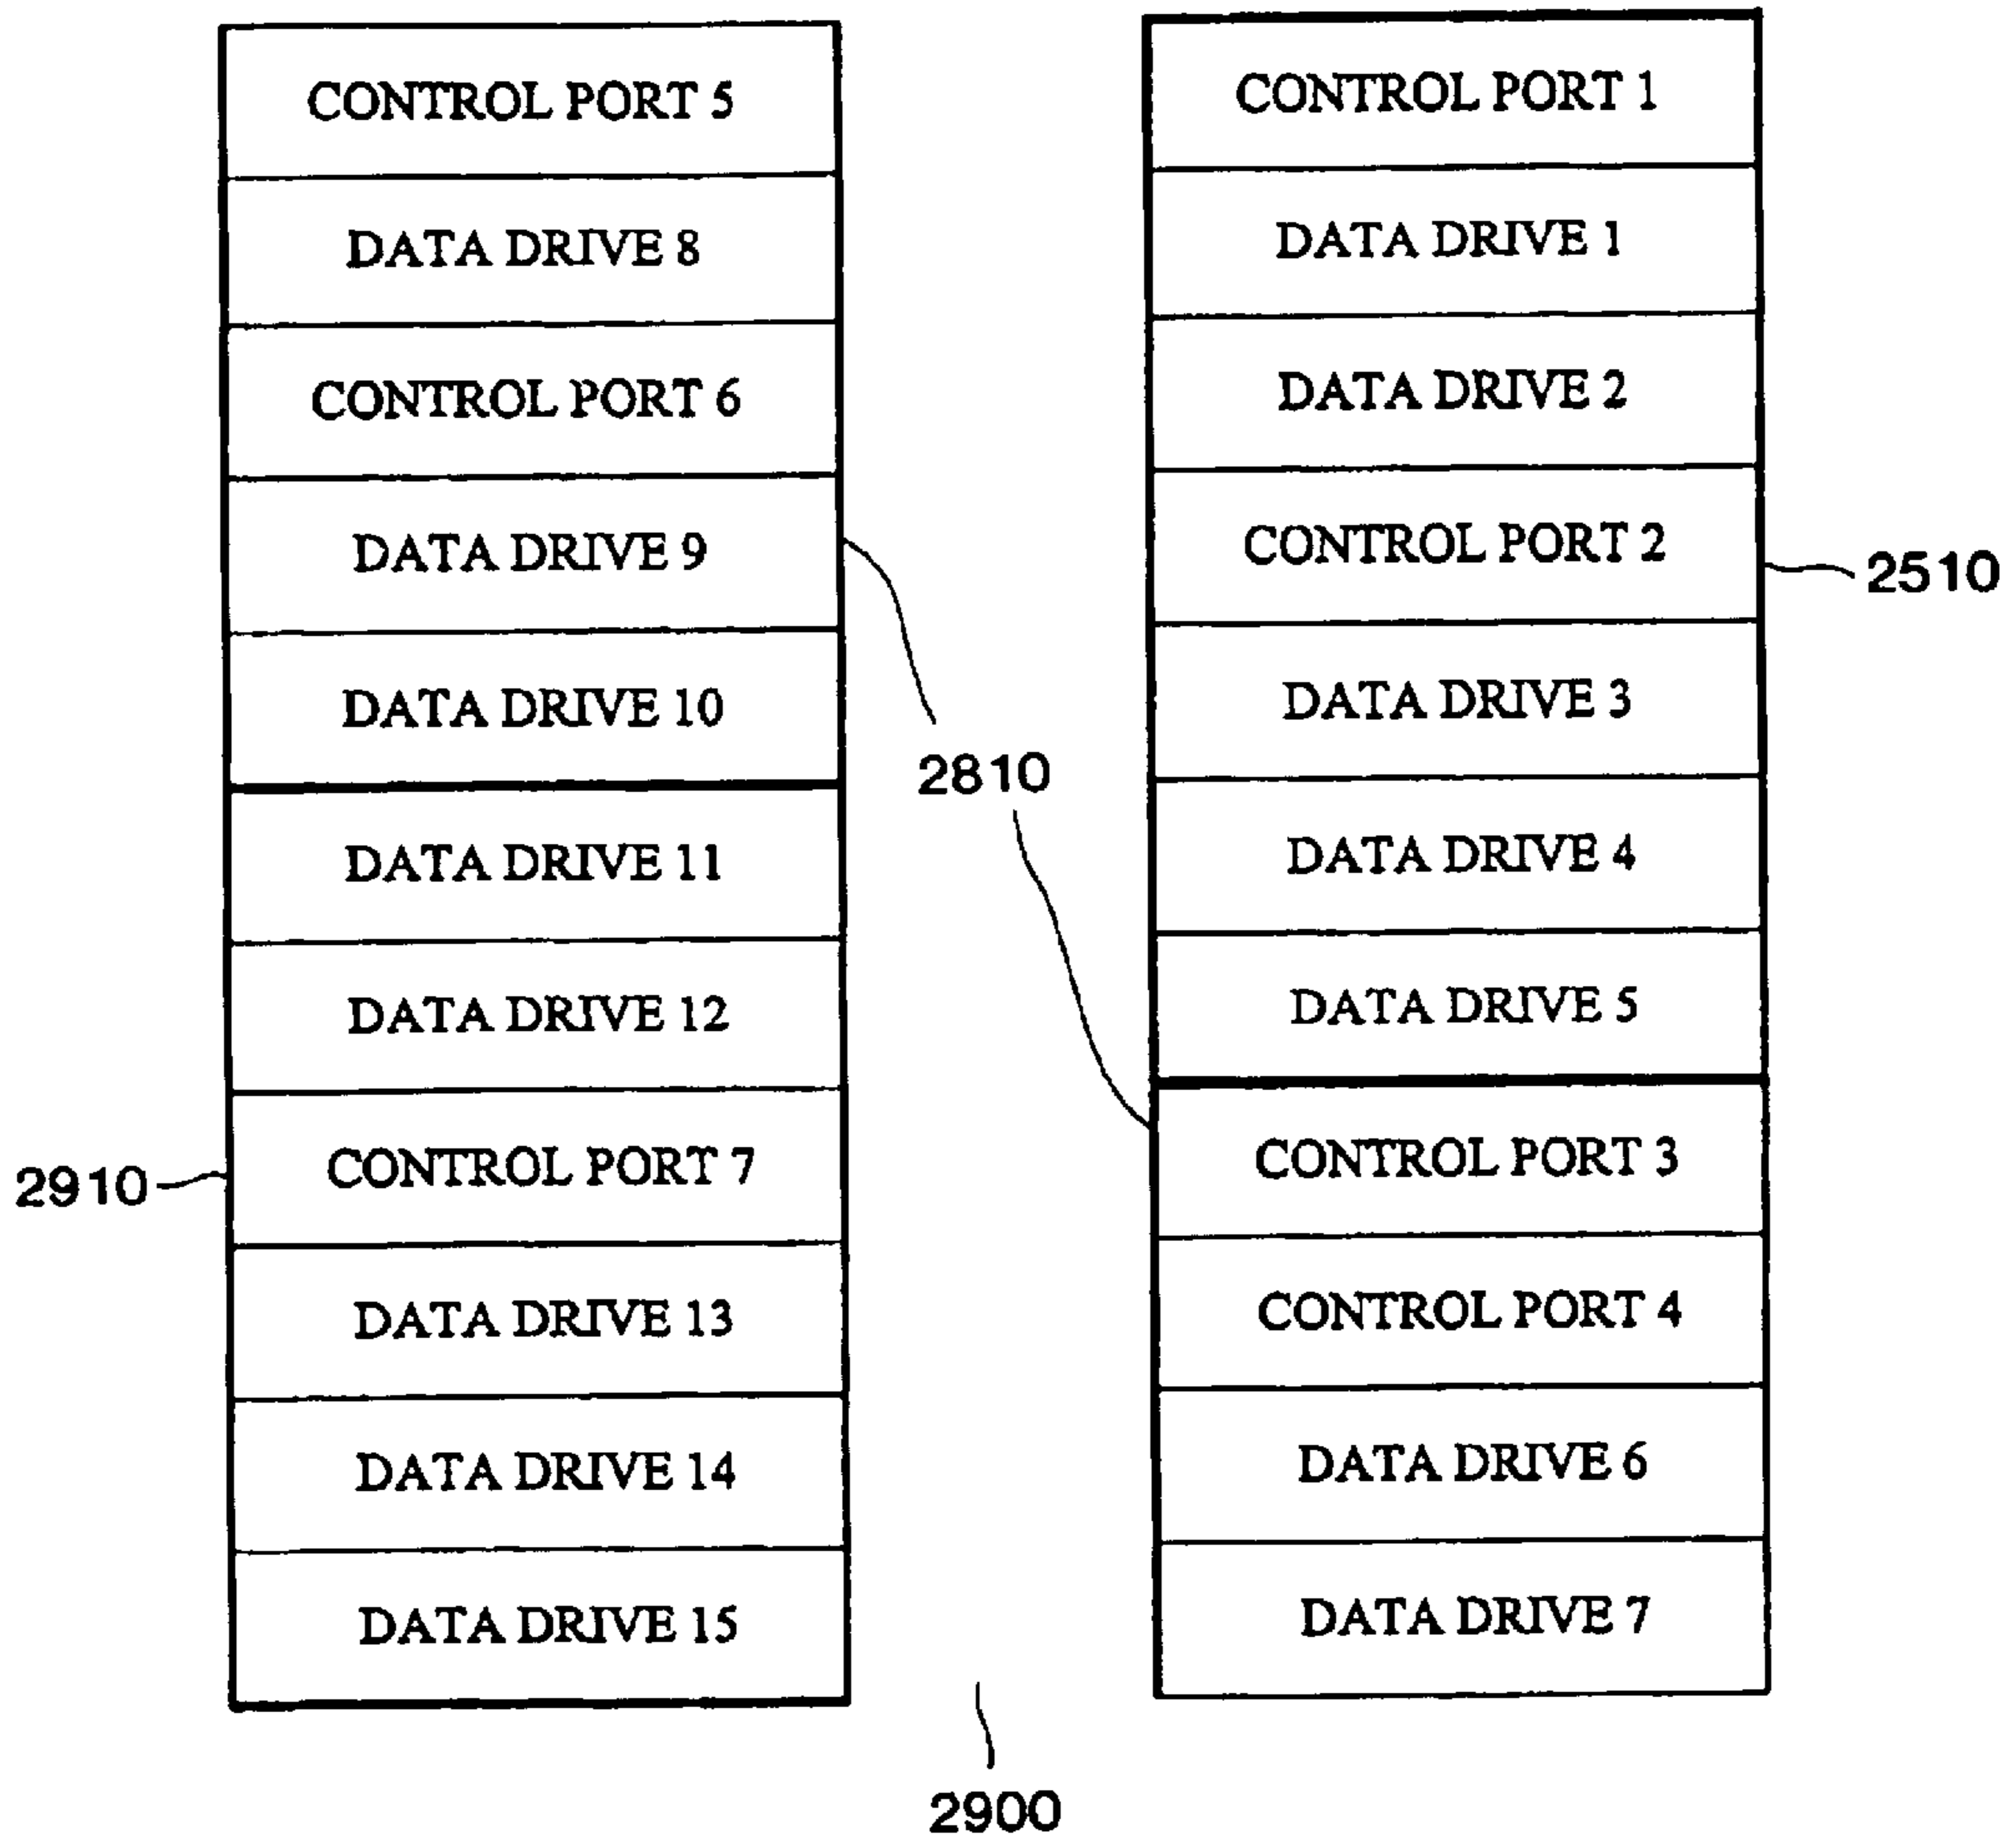 CONTROL PORT 5
DATA DRIVE 8
CONTROL PORT 6
DATA DRIVE 9
DATA DRIVE 10
DATA DRIVE 11
DATA DRIVE 12
CONTROL PORT 7
DATA DRIVE 13
DATA DRIVE 14
DATA DRIVE 15
2910
2810
2900
CONTROL PORT 1
DATA DRIVE 1
DATA DRIVE 2
CONTROL PORT 2
DATA DRIVE 3
DATA DRIVE 4
DATA DRIVE 5
CONTROL PORT 3
CONTROL PORT 4
DATA DRIVE 6
DATA DRIVE 7
2510